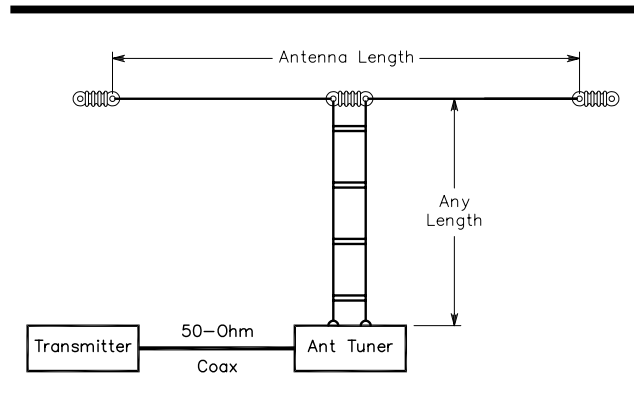 Antenna Length
Any
Length
50-Ohm
Transmitter
Ant Tuner
Coax